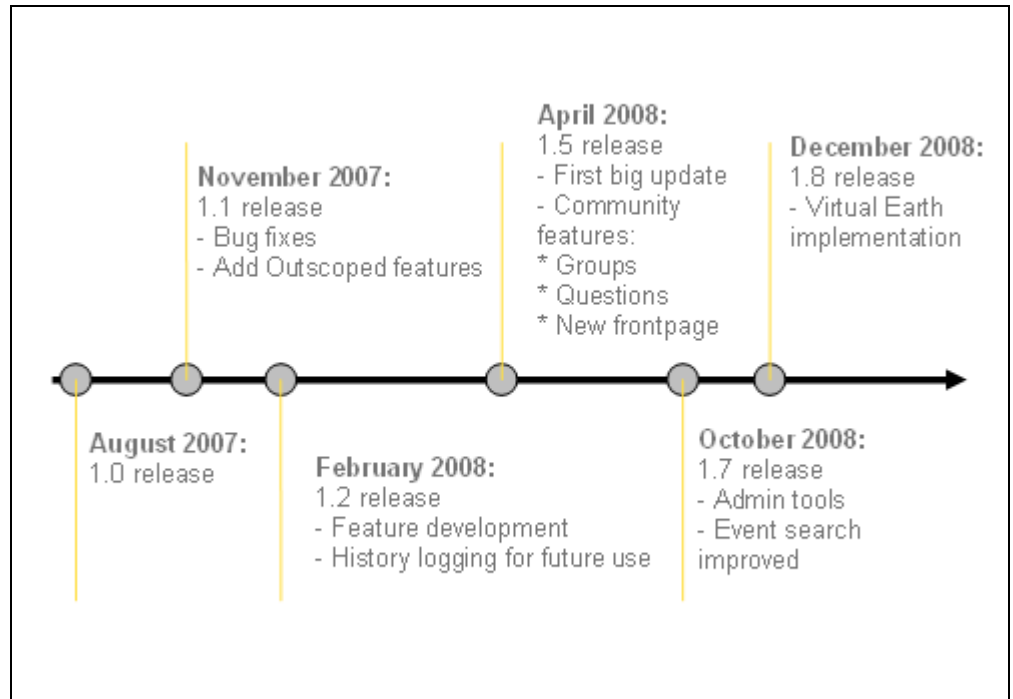 August 2007:
1.0 release
November 2007:
1.1 release
- Bug fixes
- Add Outscoped features
February 2008:
1.2 release
- Feature development
- History logging for future use
April 2008:
1.5 release
- First big update
- Community
features:
* Groups
* Questions
* New frontpage
October 2008:
1.7 release
- Admin tools
- Event search
improved
December 2008:
1.8 release
- Virtual Earth
implementation